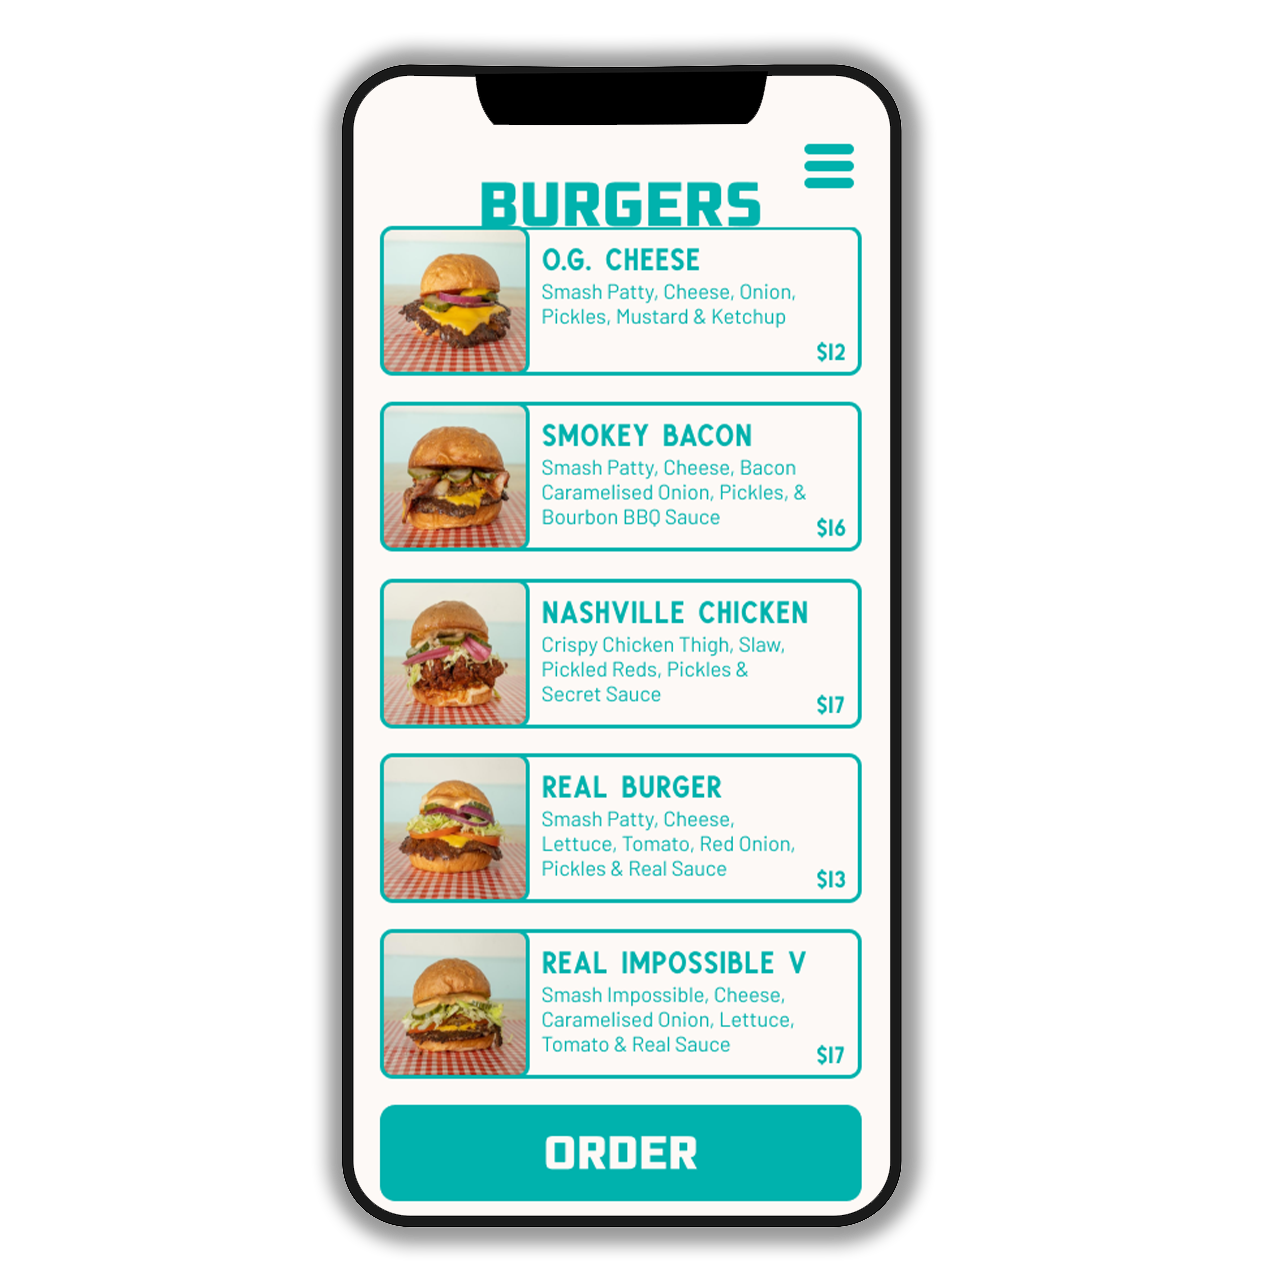 BURGERS
O.G. CHEESE
Smash Patty, Cheese, Onion,
Pickles, Mustard & Ketchup
$12
SMOKEY BACON
Smash Patty, Cheese, Bacon
Caramelised Onion, Pickles, &
Bourbon BBQ Sauce
$16
NASHVILLE CHICKEN
Crispy Chicken Thigh, Slaw,
Pickled Reds, Pickles &
Secret Sauce
$17
REAL BURGER
Smash Patty, Cheese,
Lettuce, Tomato, Red Onion,
Pickles & Real Sauce
$13
REAL IMPOSSIBLE V
Smash Impossible, Cheese,
Caramelised Onion, Lettuce,
Tomato & Real Sauce
$17
ORDER